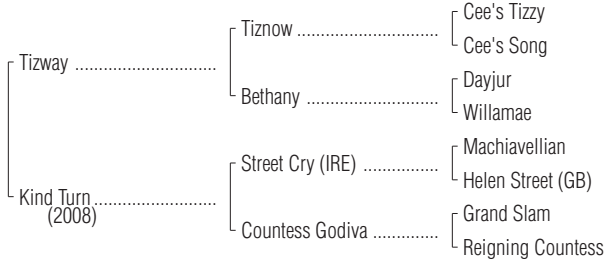 Cee's Tizzy
Tiznow
Cee's Song
Tizway
Dayjur
Bethany
Willamae
Machiavellian
Street Cry (IRE)
Helen Street (GB)
Kind Turn
(2008)
Grand Slam
Countess Godiva
Reigning Countess